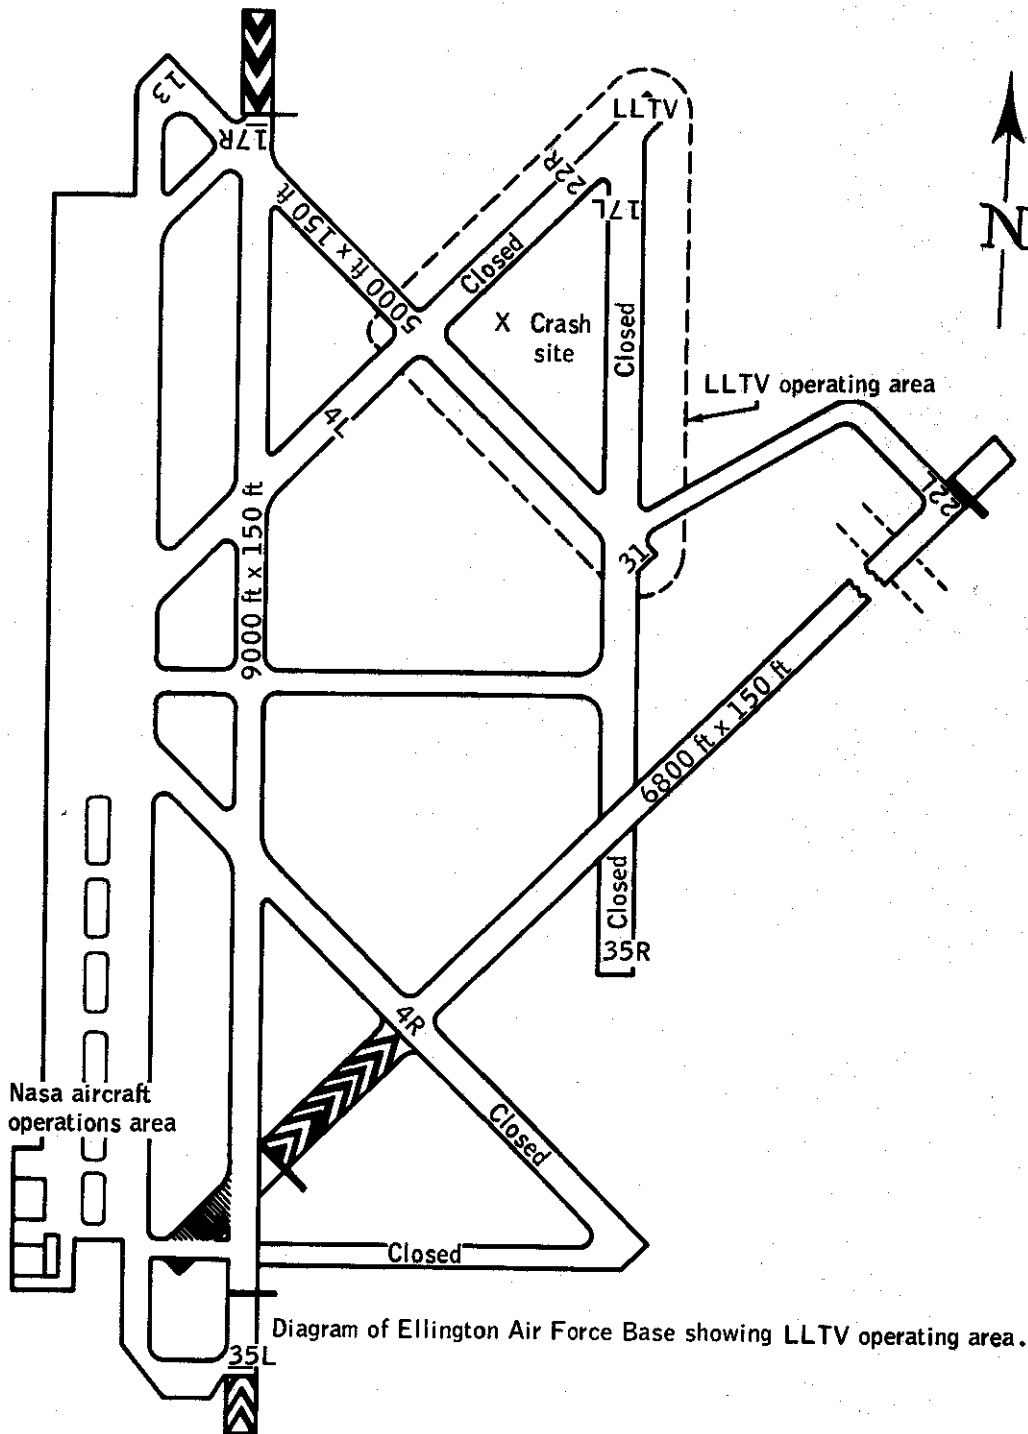 13
17R
LLTV
22R
17L
5000 ft x 150 ft
Closed
N
X Crash
site
Closed
LLTV operating area
4L
22L
9000 ft x 150 ft
31
6800 ft x 150 ft
Closed
35R
4R
Nasa aircraft
operations area
Closed
Closed
Diagram of Ellington Air Force Base showing LLTV operating area.
35L